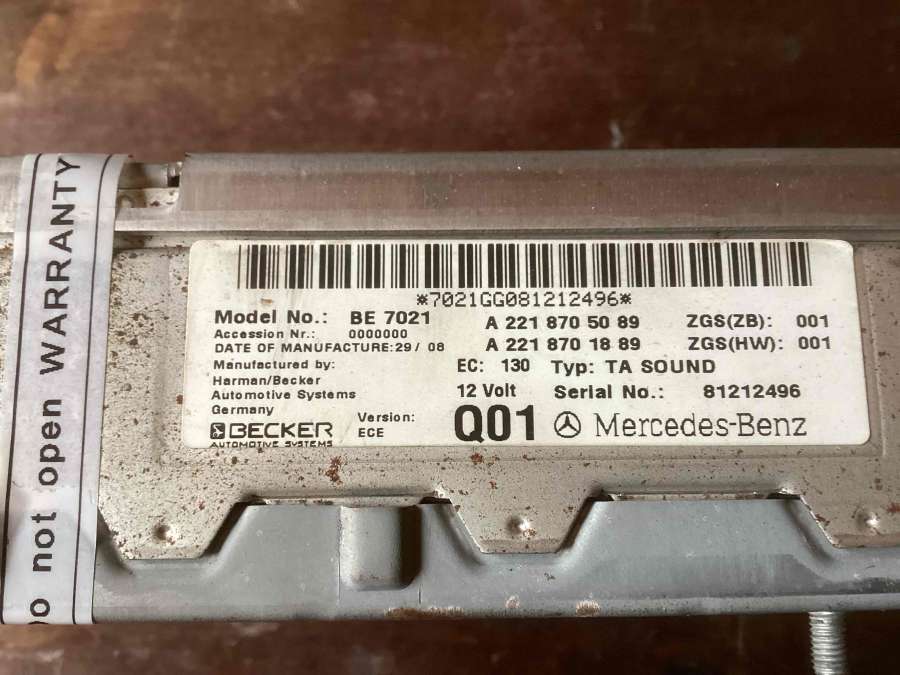 Do not open WARRANTY
*7021GG081212496*
Model No.: BE 7021 A 221 870 50 89 ZGS(ZB): 001
Accession Nr.: 0000000 A 221 870 18 89 ZGS(HW): 001
DATE OF MANUFACTURE:29/ 08
Manufactured by: EC: 130 Typ: TA SOUND
Harman/Becker
Automotive Systems 12 Volt Serial No.: 81212496
Germany
Version: Q01 Mercedes-Benz
BECKER ECE
AUTOMOTIVE SYSTEMS